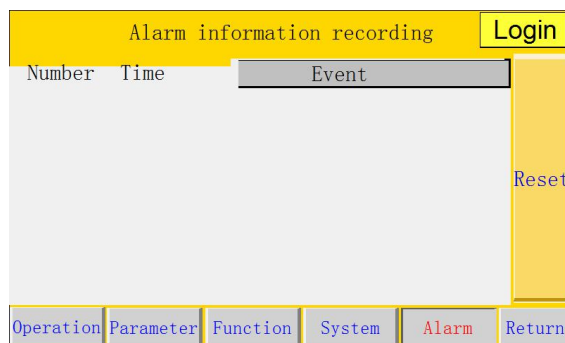 Alarm information recording Login
Number Time Event
Reset
Operation Parameter Function System Alarm Return